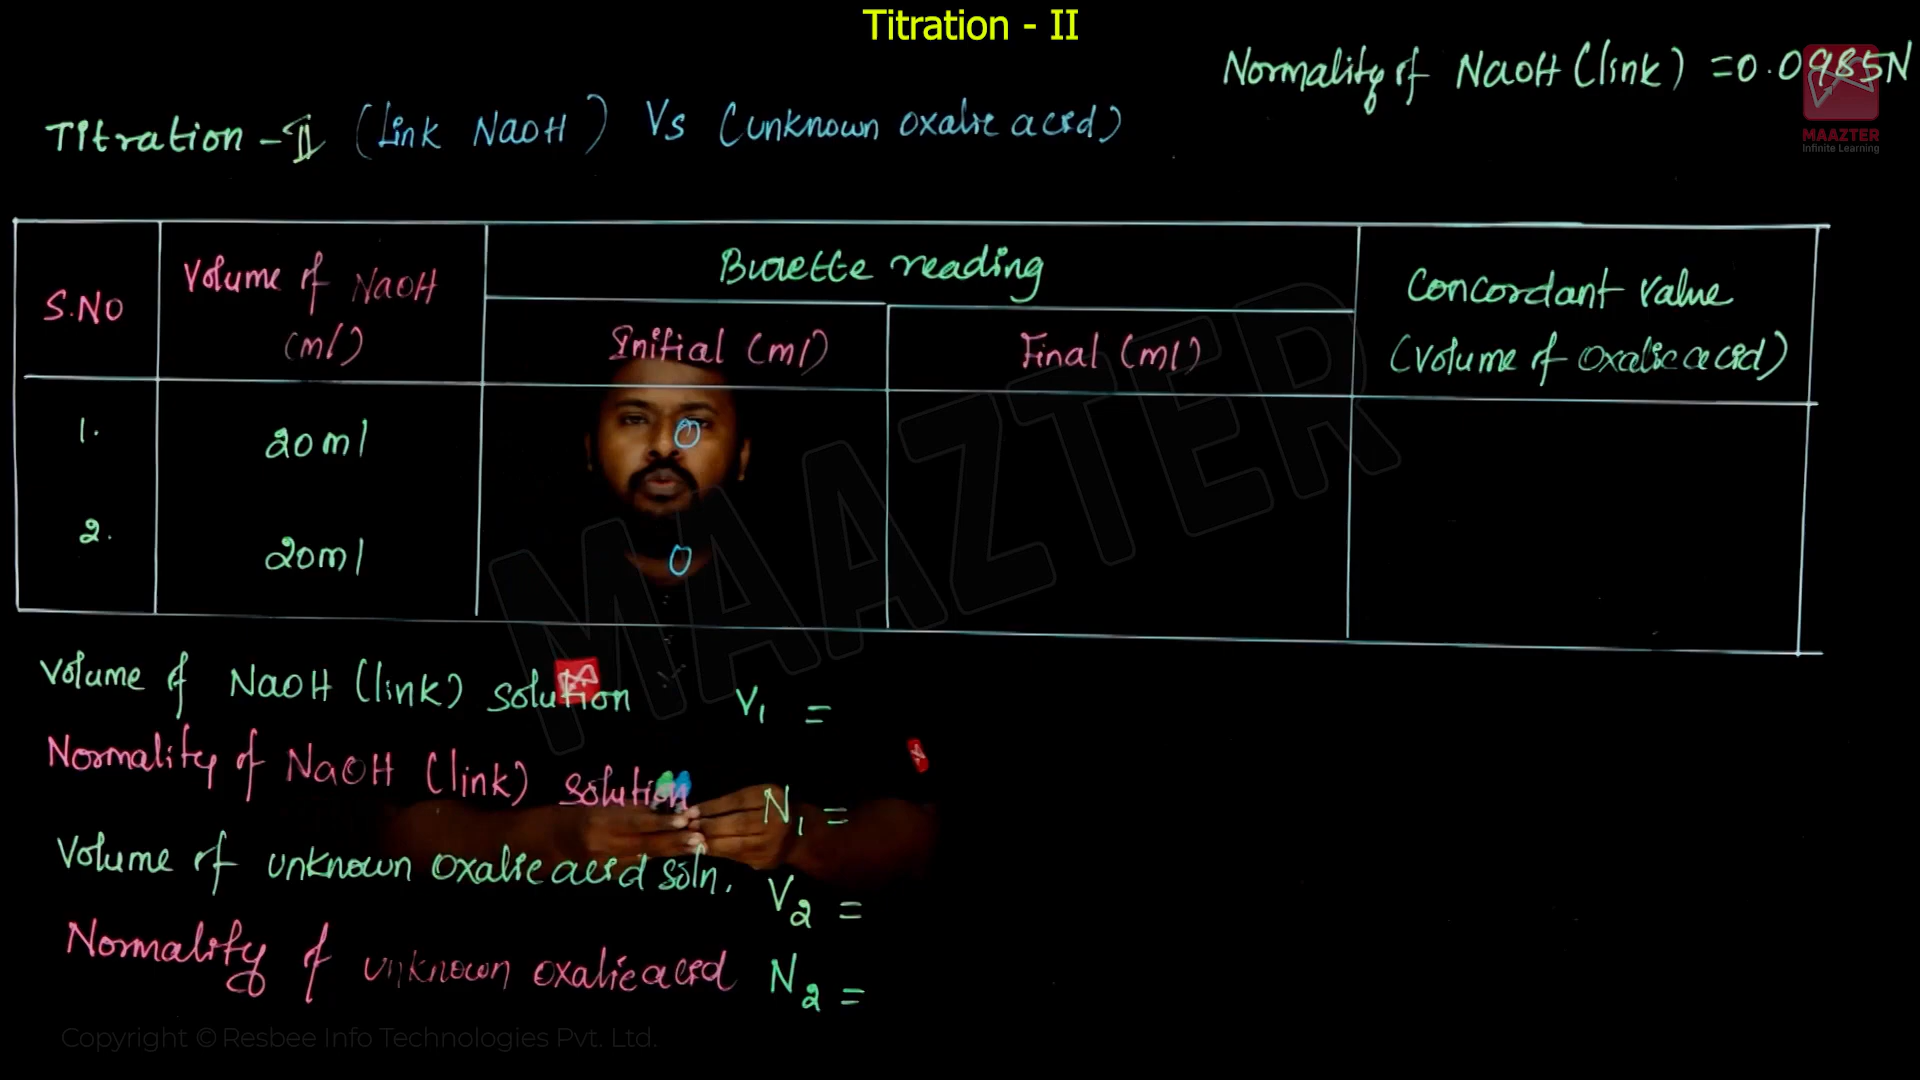 Titration - II
Normality of NaOH (link) = 0.0985N
MAAZTER
Infinite Learning
Titration - II (Link NaOH) Vs (unknown oxalic acid)
S.NO
Volume of NaOH
(ml)
Burette reading
Initial (ml)
Final (ml)
Concordant value
(volume of oxalic acid)
1. 20ml 0
2. 20ml 0
MAAZTER
Volume of NaOH (link) solution V1 =
Normality of NaOH (link) solution N1 =
Volume of unknown oxalic acid soln. V2 =
Normality of unknown oxalic acid N2 =
Copyright © Resbee Info Technologies Pvt. Ltd.